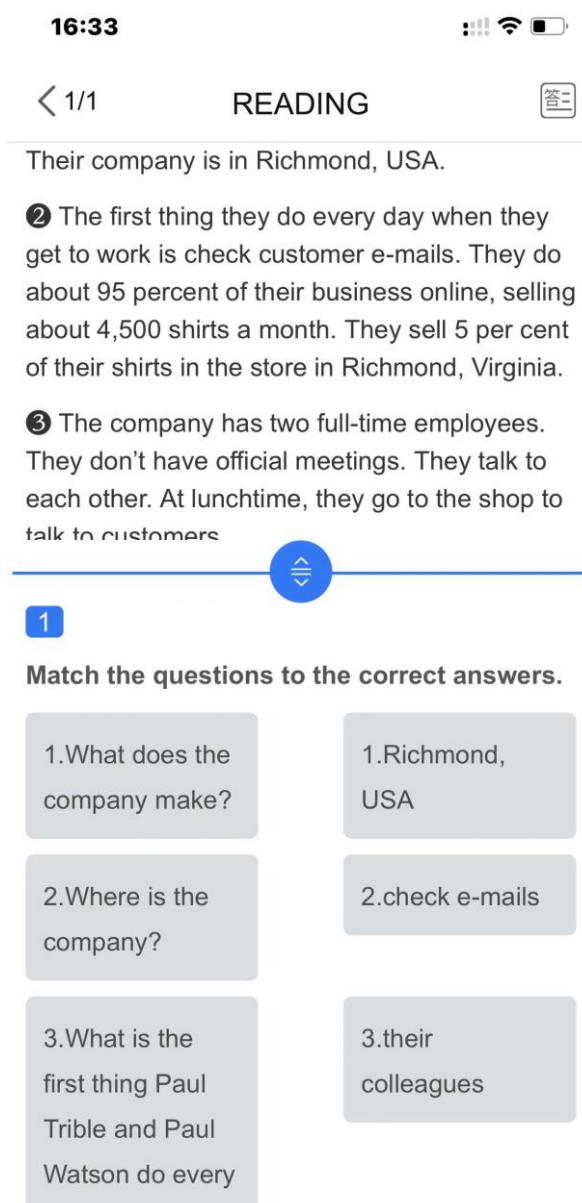 16:33
1/1
READING
答
Their company is in Richmond, USA.
❷ The first thing they do every day when they
get to work is check customer e-mails. They do
about 95 percent of their business online, selling
about 4,500 shirts a month. They sell 5 per cent
of their shirts in the store in Richmond, Virginia.
❸ The company has two full-time employees.
They don’t have official meetings. They talk to
each other. At lunchtime, they go to the shop to
talk to customers
1
Match the questions to the correct answers.
1.What does the
company make?
1.Richmond,
USA
2.Where is the
company?
2.check e-mails
3.What is the
first thing Paul
Trible and Paul
Watson do every
3.their
colleagues